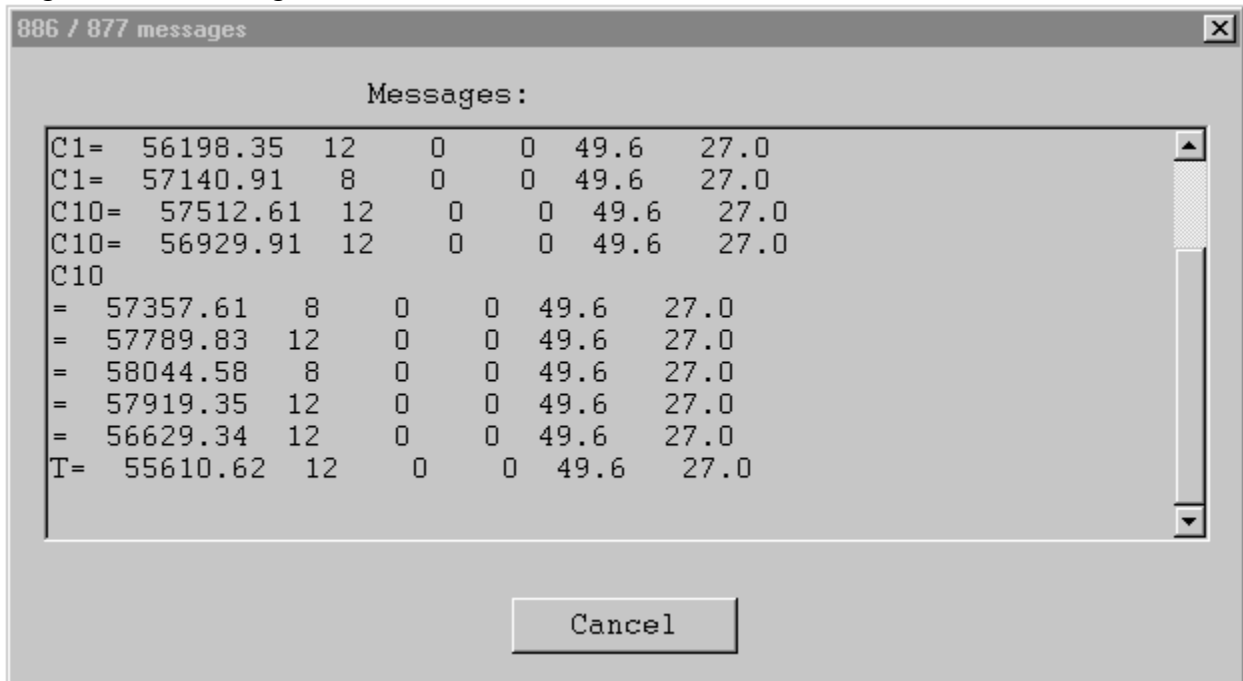 886 / 877 messages
Messages:
C1=  56198.35  12     0     0  49.6   27.0
C1=  57140.91   8     0     0  49.6   27.0
C10=  57512.61  12     0     0  49.6   27.0
C10=  56929.91  12     0     0  49.6   27.0
C10
=  57357.61   8     0     0  49.6   27.0
=  57789.83  12     0     0  49.6   27.0
=  58044.58   8     0     0  49.6   27.0
=  57919.35  12     0     0  49.6   27.0
=  56629.34  12     0     0  49.6   27.0
T=  55610.62  12     0     0  49.6   27.0
Cancel